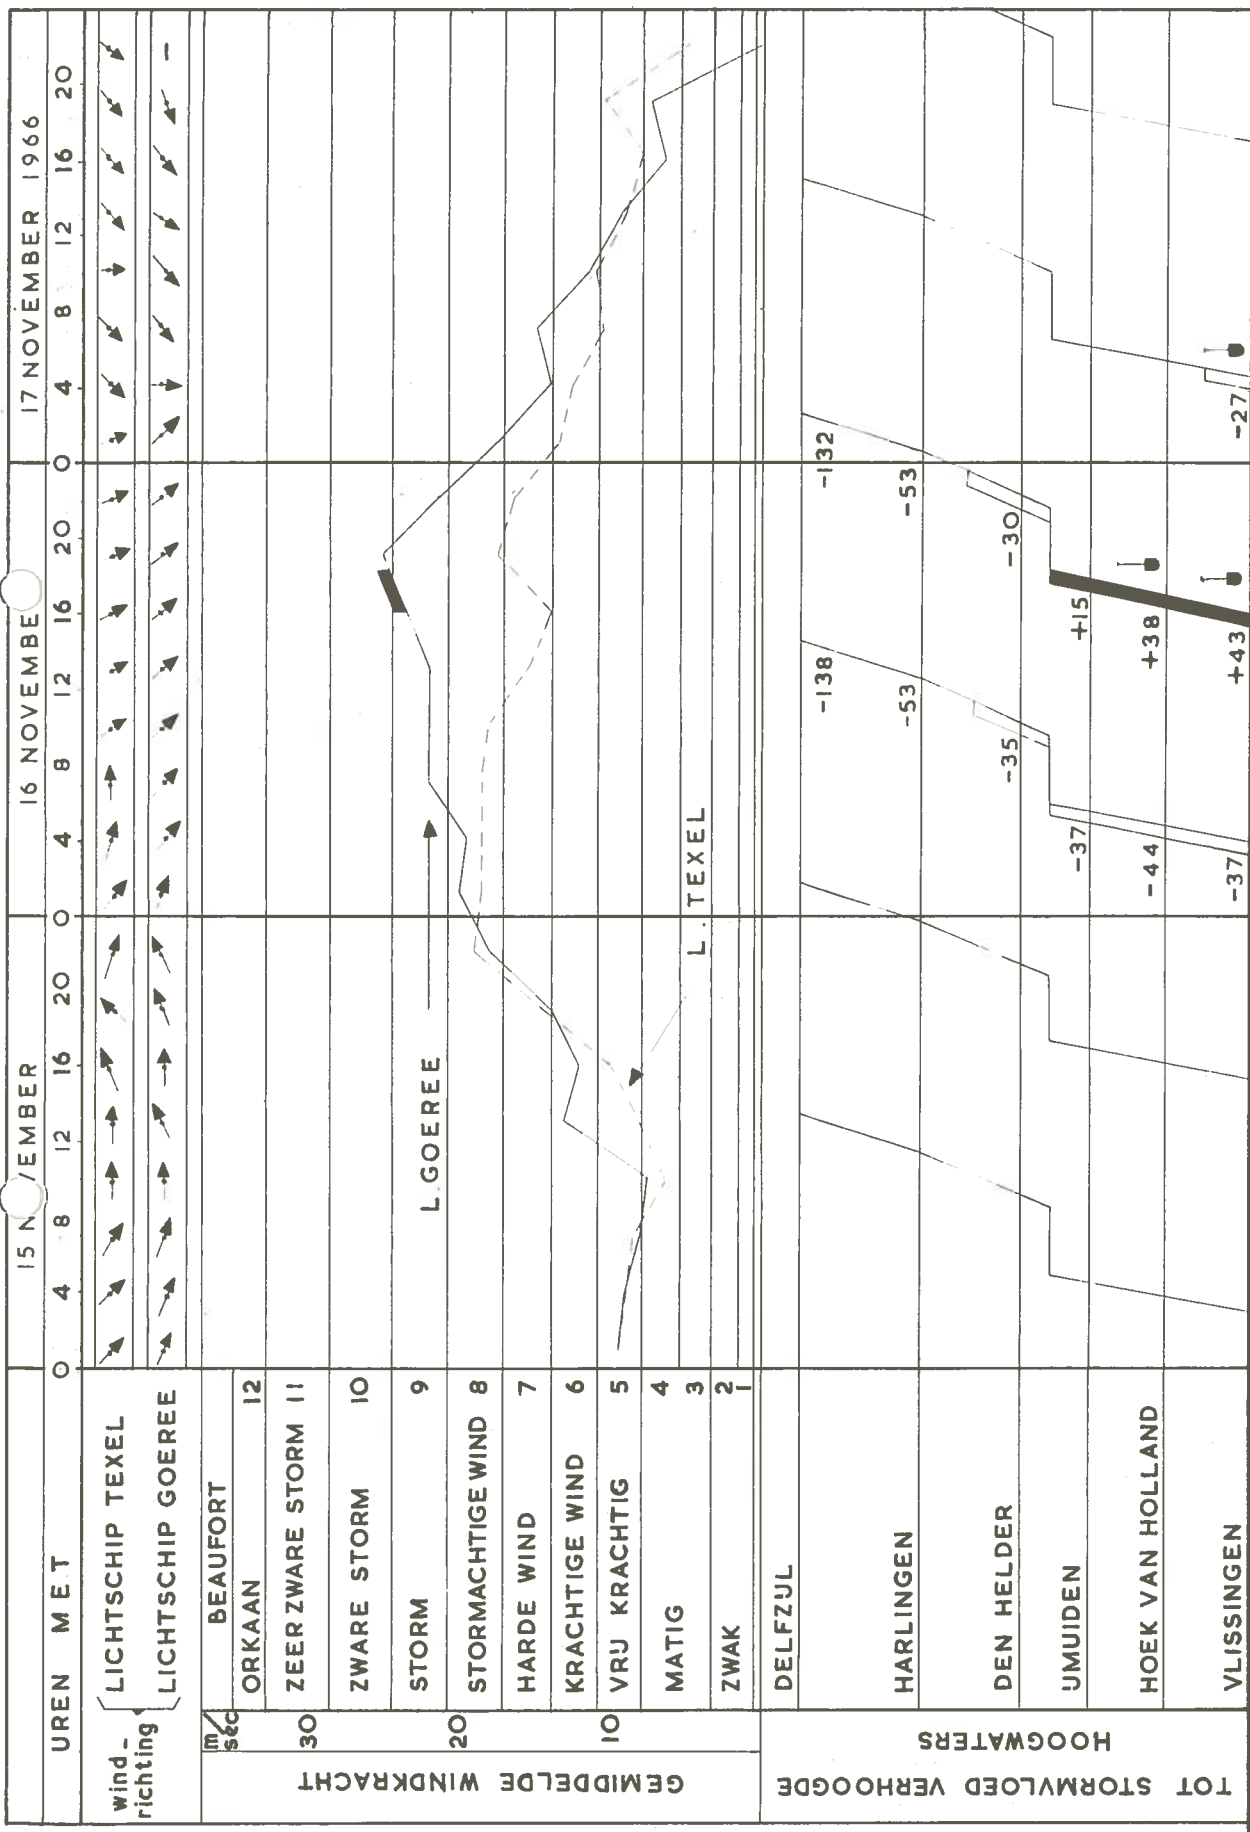 15 N VEMBER
16 NOVEMBE
17 NOVEMBER 1966
UREN MET
0 4 8 12 16 20 0 4 8 12 16 20 0 4 8 12 16 20
wind-
richting
LICHTSCHIP TEXEL
LICHTSCHIP GOEREE
m/sec
BEAUFORT
ORKAAN 12
30
ZEER ZWARE STORM 11
ZWARE STORM 10
STORM 9
20
STORMACHTIGE WIND 8
HARDE WIND 7
KRACHTIGE WIND 6
10
VRIJ KRACHTIG 5
MATIG 4
3
ZWAK 2
1
GEMIDDELDE WINDKRACHT
L.GOEREE
L. TEXEL
TOT STORMVLOED VERHOOGDE
HOOGWATERS
DELFZIJL
-138 -132
HARLINGEN
-53 -53
DEN HELDER
-35 -30
IJMUIDEN
-37 +15
HOEK VAN HOLLAND
-44 +38
VLISSINGEN
-37 +43 -27